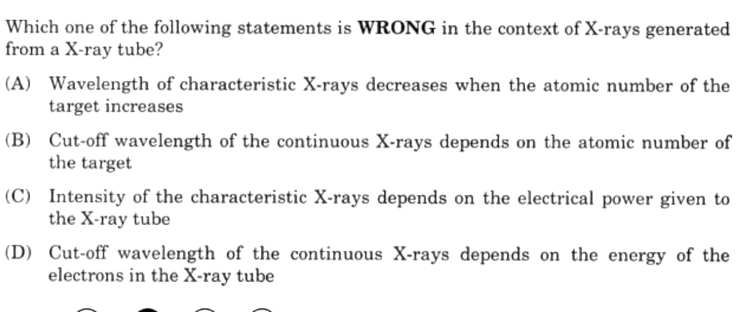 Which one of the following statements is WRONG in the context of X-rays generated
from a X-ray tube?
(A) Wavelength of characteristic X-rays decreases when the atomic number of the
target increases
(B) Cut-off wavelength of the continuous X-rays depends on the atomic number of
the target
(C) Intensity of the characteristic X-rays depends on the electrical power given to
the X-ray tube
(D) Cut-off wavelength of the continuous X-rays depends on the energy of the
electrons in the X-ray tube